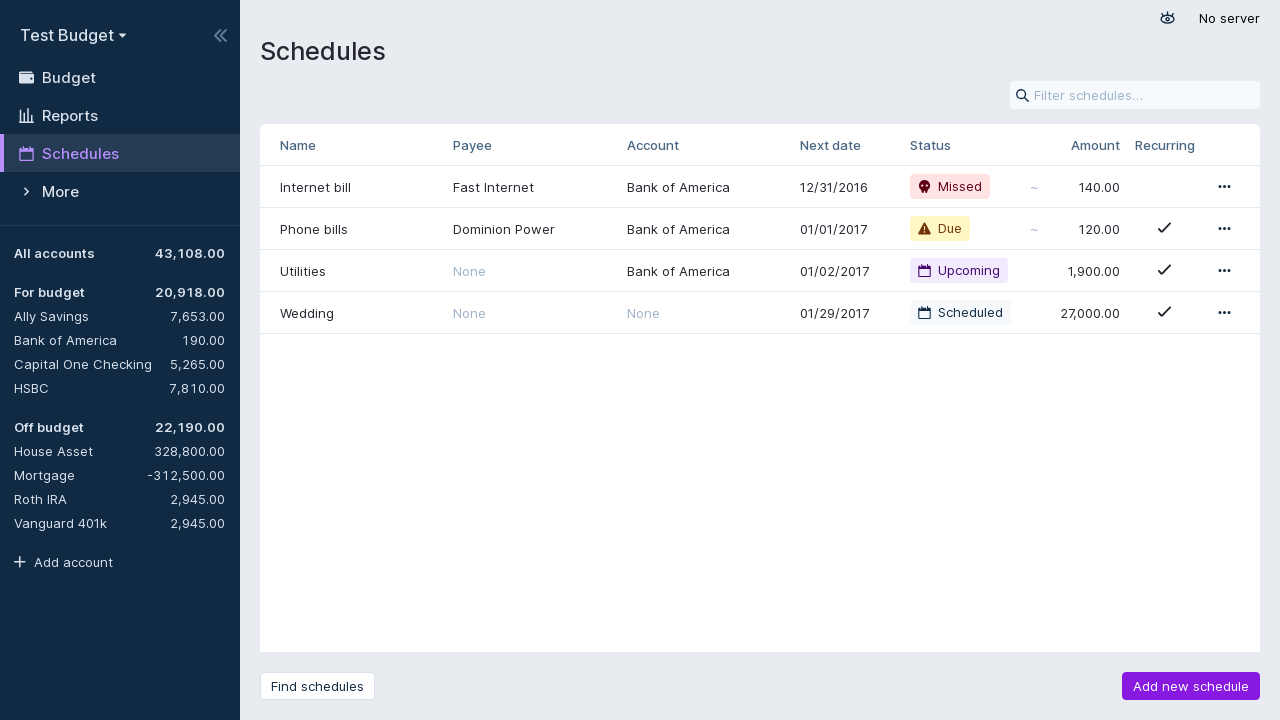 Test Budget
No server
Schedules
Budget
Filter schedules…
Reports
Schedules
More
Name Payee Account Next date Status Amount Recurring
Internet bill Fast Internet Bank of America 12/31/2016 Missed ~ 140.00
Phone bills Dominion Power Bank of America 01/01/2017 Due ~ 120.00
Utilities None Bank of America 01/02/2017 Upcoming 1,900.00
Wedding None None 01/29/2017 Scheduled 27,000.00
All accounts 43,108.00
For budget 20,918.00
Ally Savings 7,653.00
Bank of America 190.00
Capital One Checking 5,265.00
HSBC 7,810.00
Off budget 22,190.00
House Asset 328,800.00
Mortgage -312,500.00
Roth IRA 2,945.00
Vanguard 401k 2,945.00
Add account
Find schedules
Add new schedule